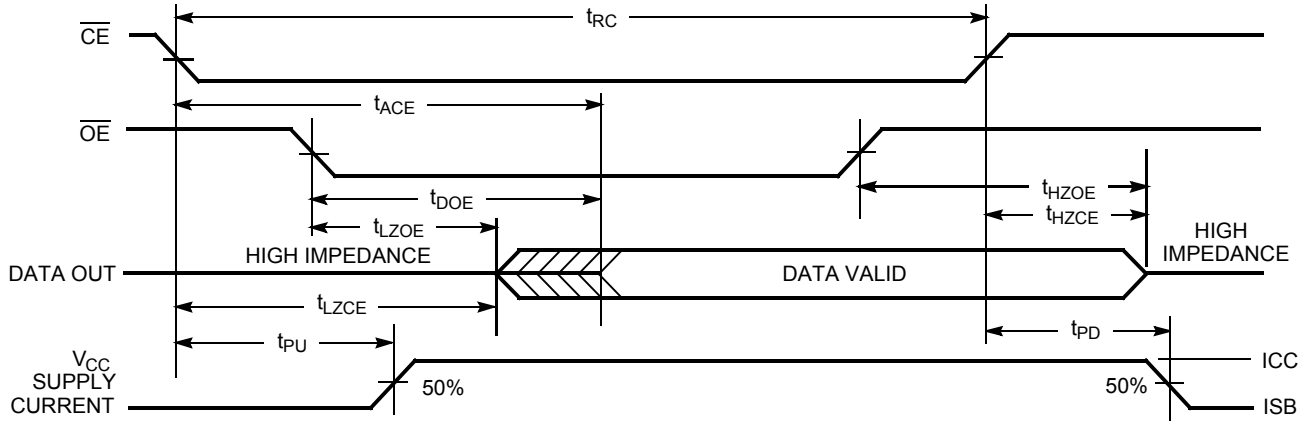 tRC
CE
tACE
OE
tDOE
tHZOE
tLZOE
tHZCE
HIGH IMPEDANCE
HIGH
IMPEDANCE
DATA OUT
DATA VALID
tLZCE
tPU
tPD
VCC
SUPPLY
CURRENT
50%
50%
ICC
ISB